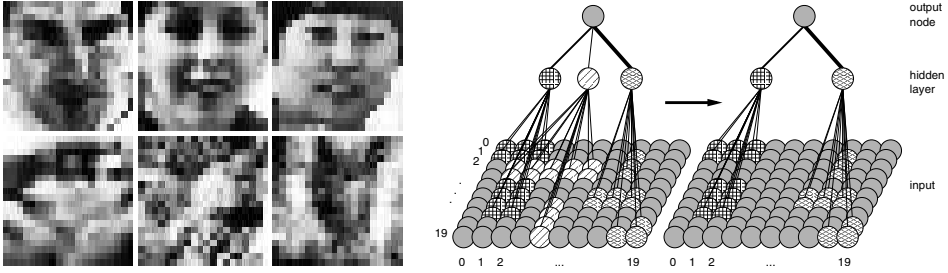 output
node
hidden
layer
0
1
2
.
.
.
input
19
0 1 2 ... 19 0 1 2 ... 19